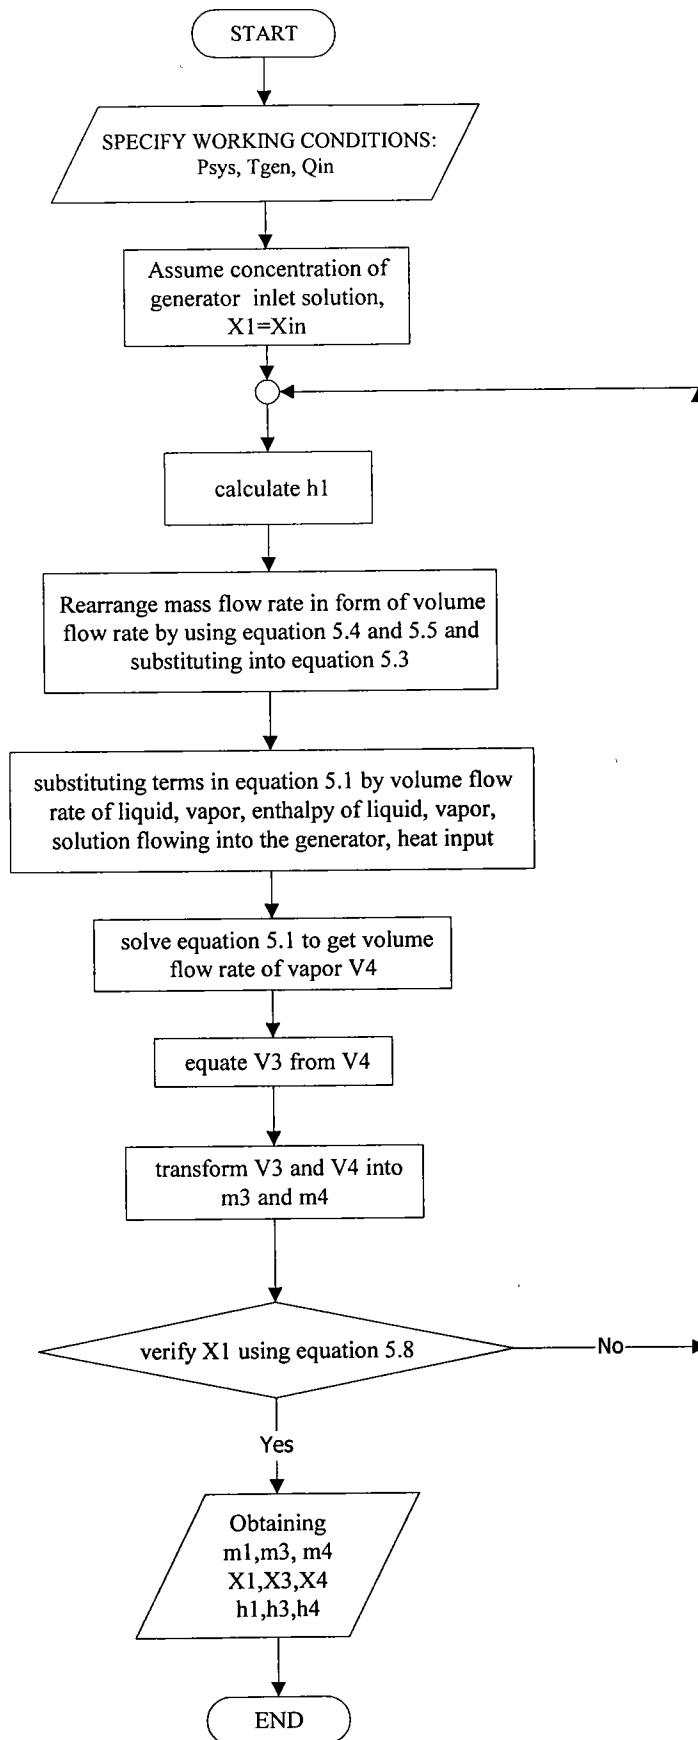 START
SPECIFY WORKING CONDITIONS:
Psys, Tgen, Qin
Assume concentration of
generator inlet solution,
X1=Xin
calculate h1
Rearrange mass flow rate in form of volume
flow rate by using equation 5.4 and 5.5 and
substituting into equation 5.3
substituting terms in equation 5.1 by volume flow
rate of liquid, vapor, enthalpy of liquid, vapor,
solution flowing into the generator, heat input
solve equation 5.1 to get volume
flow rate of vapor V4
equate V3 from V4
transform V3 and V4 into
m3 and m4
verify X1 using equation 5.8
No
Yes
Obtaining
m1,m3, m4
X1,X3,X4
h1,h3,h4
END